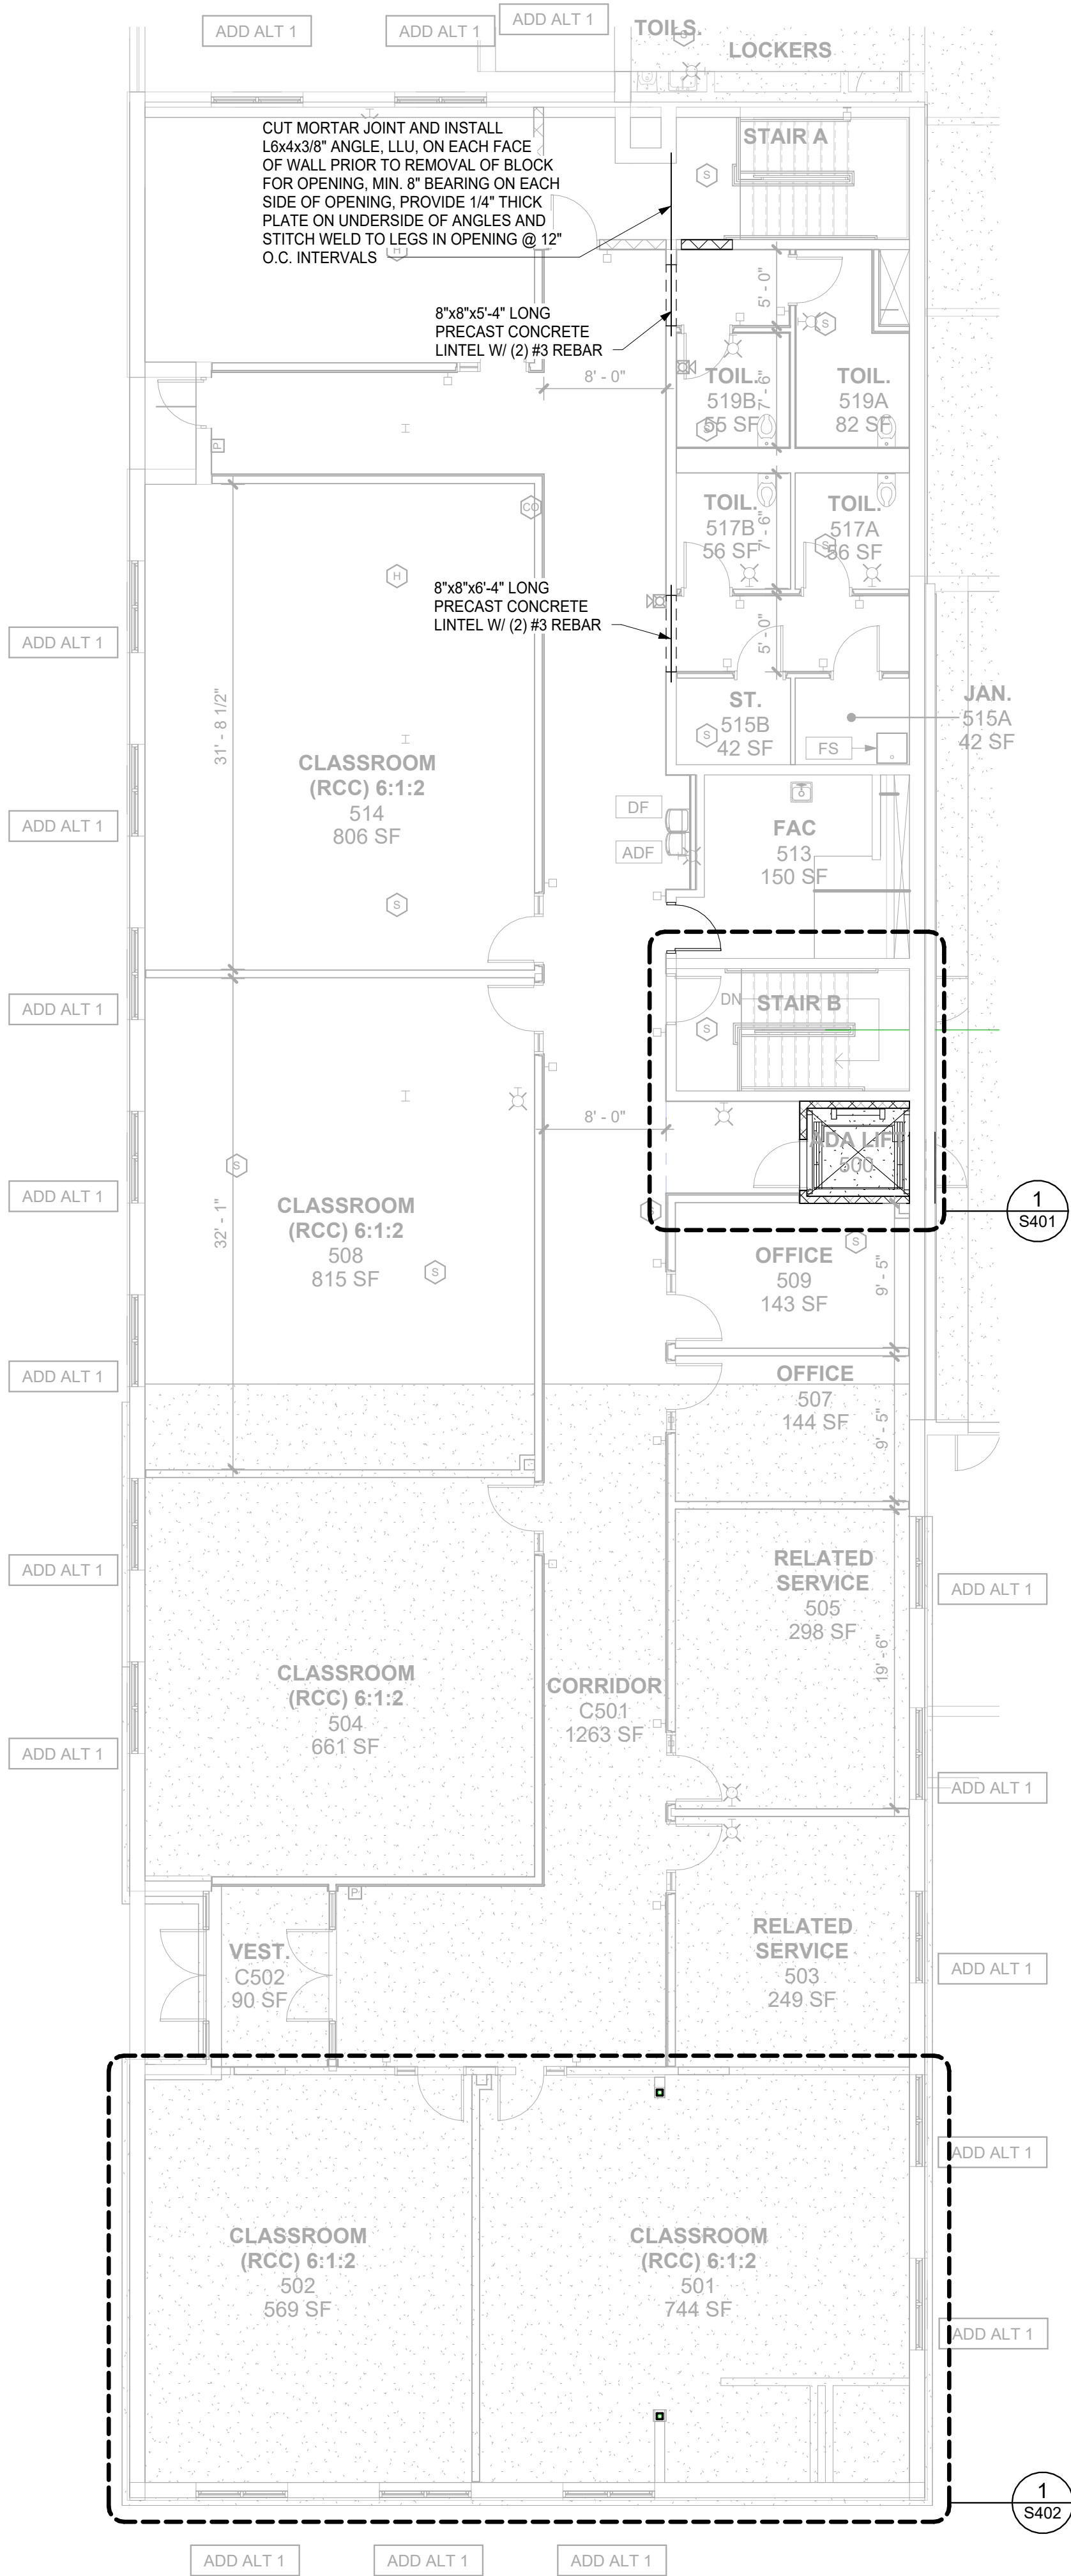 ADD ALT 1
ADD ALT 1
ADD ALT 1
TOILS.
S
LOCKERS
CUT MORTAR JOINT AND INSTALL
L6x4x3/8" ANGLE, LLU, ON EACH FACE
OF WALL PRIOR TO REMOVAL OF BLOCK
FOR OPENING, MIN. 8" BEARING ON EACH
SIDE OF OPENING, PROVIDE 1/4" THICK
PLATE ON UNDERSIDE OF ANGLES AND
STITCH WELD TO LEGS IN OPENING @ 12"
O.C. INTERVALS
H
STAIR A
S
5' - 0"
S
8"x8"x5'-4" LONG
PRECAST CONCRETE
LINTEL W/ (2) #3 REBAR
8' - 0"
TOIL.
519B
55 SF
S
7' - 6"
TOIL.
519A
82 SF
P
CO
TOIL.
517B
56 SF
7' - 6"
TOIL.
517A
56 SF
S
H
8"x8"x6'-4" LONG
PRECAST CONCRETE
LINTEL W/ (2) #3 REBAR
5' - 0"
ADD ALT 1
31' - 8 1/2"
ST.
515B
42 SF
S
FS
JAN.
515A
42 SF
CLASSROOM
(RCC) 6:1:2
514
806 SF
ADD ALT 1
DF
ADF
FAC
513
150 SF
S
ADD ALT 1
DN
STAIR B
S
8' - 0"
ADA LIFT
500
S
ADD ALT 1
32' - 1"
CLASSROOM
(RCC) 6:1:2
508
815 SF
S
1
S401
OFFICE
509
143 SF
S
9' - 5"
ADD ALT 1
OFFICE
507
144 SF
9' - 5"
ADD ALT 1
RELATED
SERVICE
505
298 SF
19' - 6"
ADD ALT 1
CLASSROOM
(RCC) 6:1:2
504
661 SF
CORRIDOR
C501
1263 SF
ADD ALT 1
ADD ALT 1
P
VEST.
C502
90 SF
RELATED
SERVICE
503
249 SF
ADD ALT 1
ADD ALT 1
CLASSROOM
(RCC) 6:1:2
502
569 SF
CLASSROOM
(RCC) 6:1:2
501
744 SF
ADD ALT 1
1
S402
ADD ALT 1
ADD ALT 1
ADD ALT 1